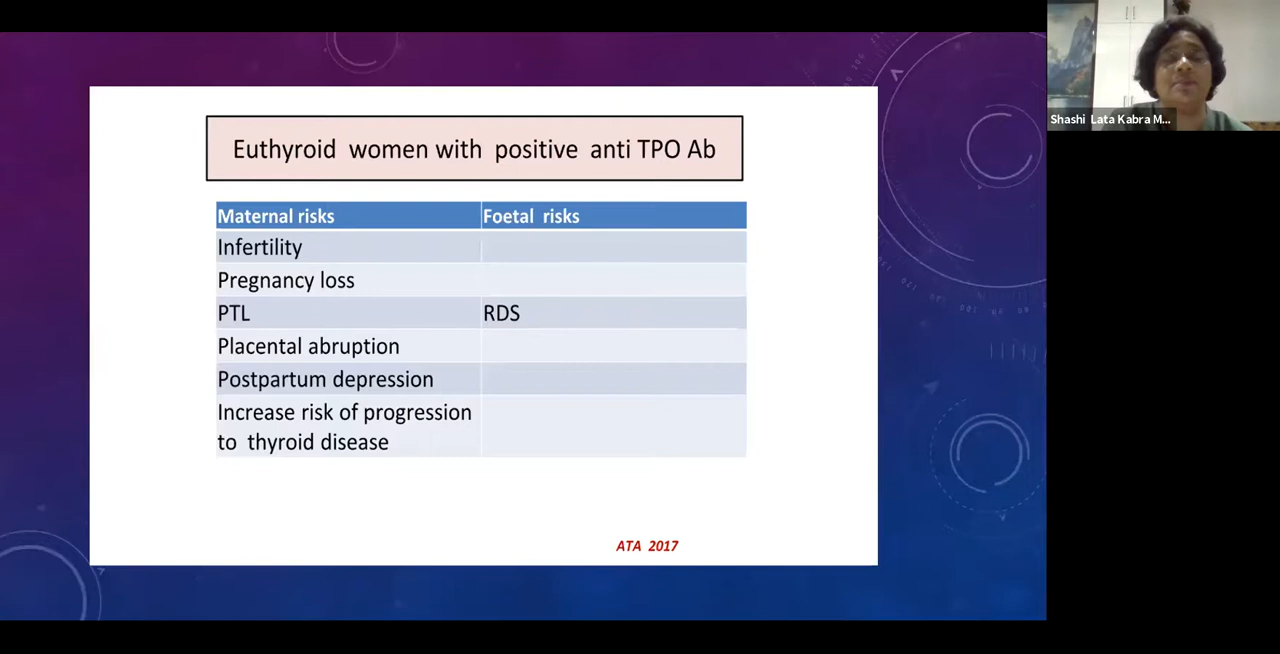 Shashi Lata Kabra M...
Euthyroid women with positive anti TPO Ab
Maternal risks Foetal risks
Infertility
Pregnancy loss
PTL RDS
Placental abruption
Postpartum depression
Increase risk of progression
to thyroid disease
ATA 2017